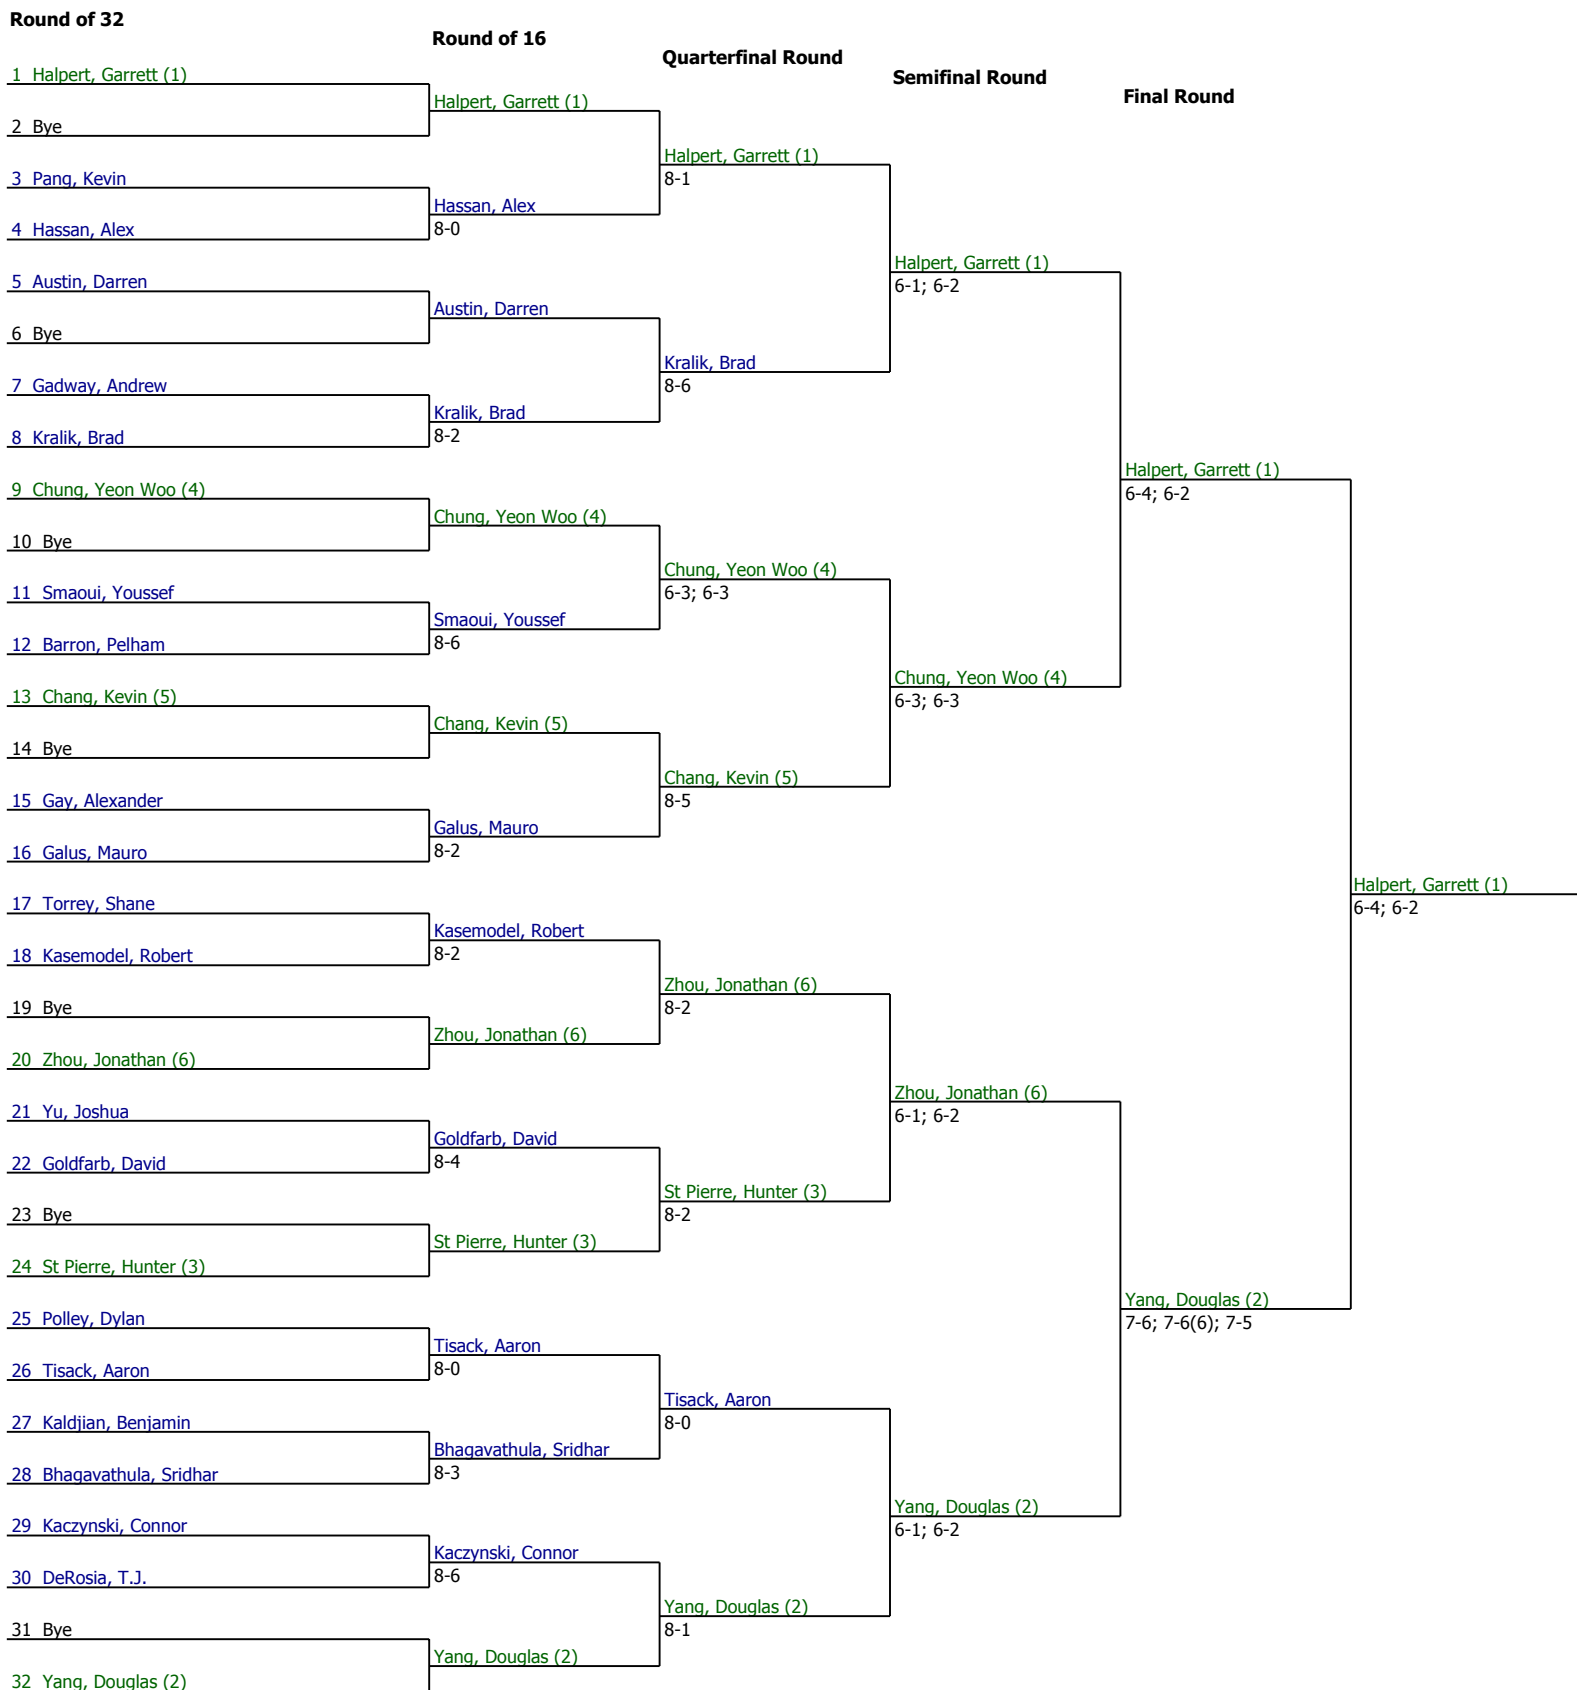 Round of 32
1 Halpert, Garrett (1)
2 Bye
3 Pang, Kevin
4 Hassan, Alex
5 Austin, Darren
6 Bye
7 Gadway, Andrew
8 Kralik, Brad
9 Chung, Yeon Woo (4)
10 Bye
11 Smaoui, Youssef
12 Barron, Pelham
13 Chang, Kevin (5)
14 Bye
15 Gay, Alexander
16 Galus, Mauro
17 Torrey, Shane
18 Kasemodel, Robert
19 Bye
20 Zhou, Jonathan (6)
21 Yu, Joshua
22 Goldfarb, David
23 Bye
24 St Pierre, Hunter (3)
25 Polley, Dylan
26 Tisack, Aaron
27 Kaldjian, Benjamin
28 Bhagavathula, Sridhar
29 Kaczynski, Connor
30 DeRosia, T.J.
31 Bye
32 Yang, Douglas (2)
Round of 16
Halpert, Garrett (1)
Hassan, Alex
8-0
Austin, Darren
Kralik, Brad
8-2
Chung, Yeon Woo (4)
Smaoui, Youssef
8-6
Chang, Kevin (5)
Galus, Mauro
8-2
Kasemodel, Robert
8-2
Zhou, Jonathan (6)
Goldfarb, David
8-4
St Pierre, Hunter (3)
Tisack, Aaron
8-0
Bhagavathula, Sridhar
8-3
Kaczynski, Connor
8-6
Yang, Douglas (2)
Quarterfinal Round
Halpert, Garrett (1)
8-1
Kralik, Brad
8-6
Chung, Yeon Woo (4)
6-3; 6-3
Chang, Kevin (5)
8-5
Zhou, Jonathan (6)
8-2
St Pierre, Hunter (3)
8-2
Tisack, Aaron
8-0
Yang, Douglas (2)
8-1
Semifinal Round
Halpert, Garrett (1)
6-1; 6-2
Chung, Yeon Woo (4)
6-3; 6-3
Zhou, Jonathan (6)
6-1; 6-2
Yang, Douglas (2)
6-1; 6-2
Final Round
Halpert, Garrett (1)
6-4; 6-2
Yang, Douglas (2)
7-6; 7-6(6); 7-5
Halpert, Garrett (1)
6-4; 6-2